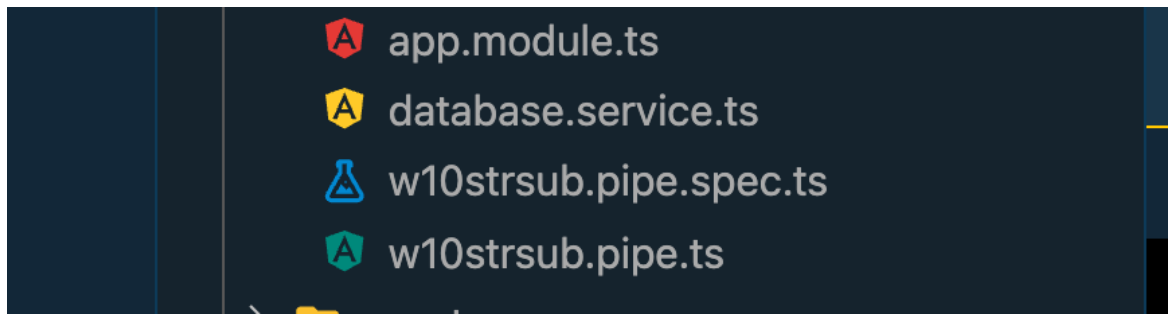 app.module.ts
database.service.ts
w10strsub.pipe.spec.ts
w10strsub.pipe.ts